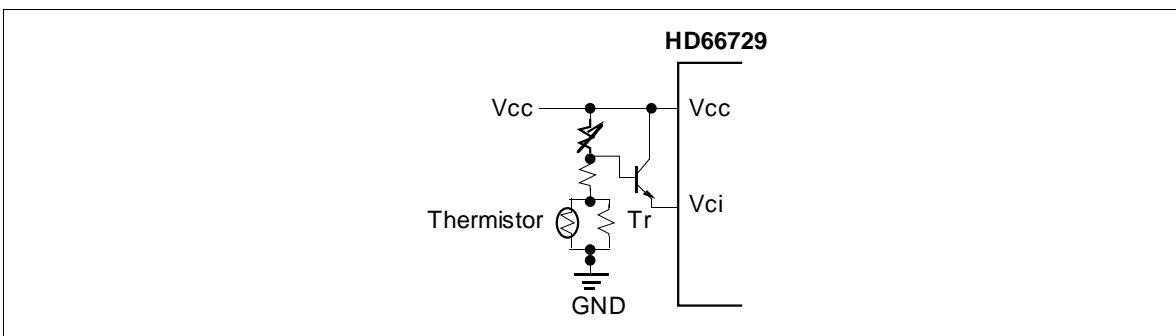 HD66729
Vcc
Vcc
Vci
Thermistor
Tr
GND